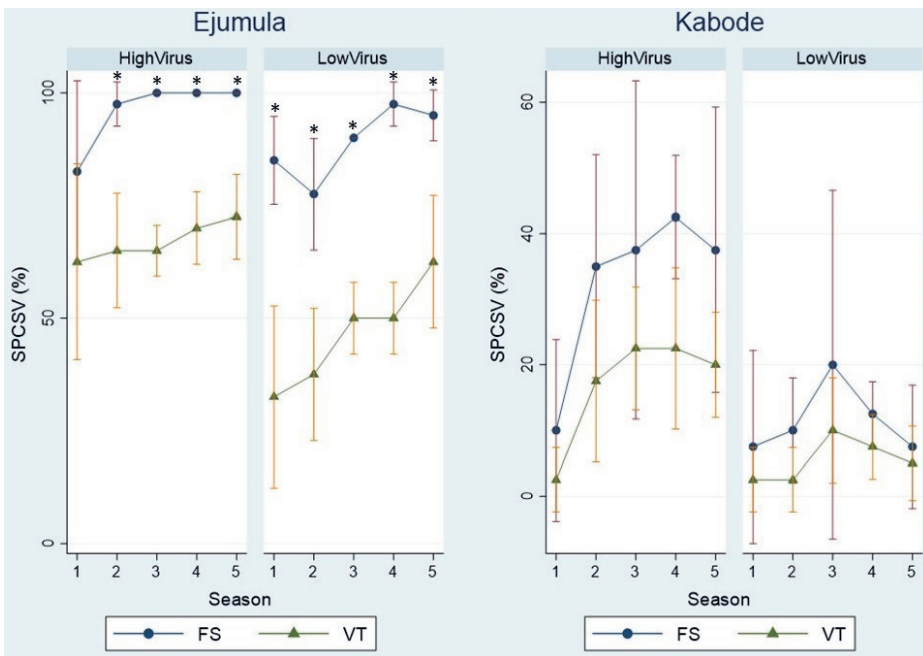 Ejumula
HighVirus
LowVirus
SPCSV (%)
100
50
0
* * * *
* * * * *
1 2 3 4 5
1 2 3 4 5
Season
FS VT
Kabode
HighVirus
LowVirus
SPCSV (%)
60
40
20
0
1 2 3 4 5
1 2 3 4 5
Season
FS VT